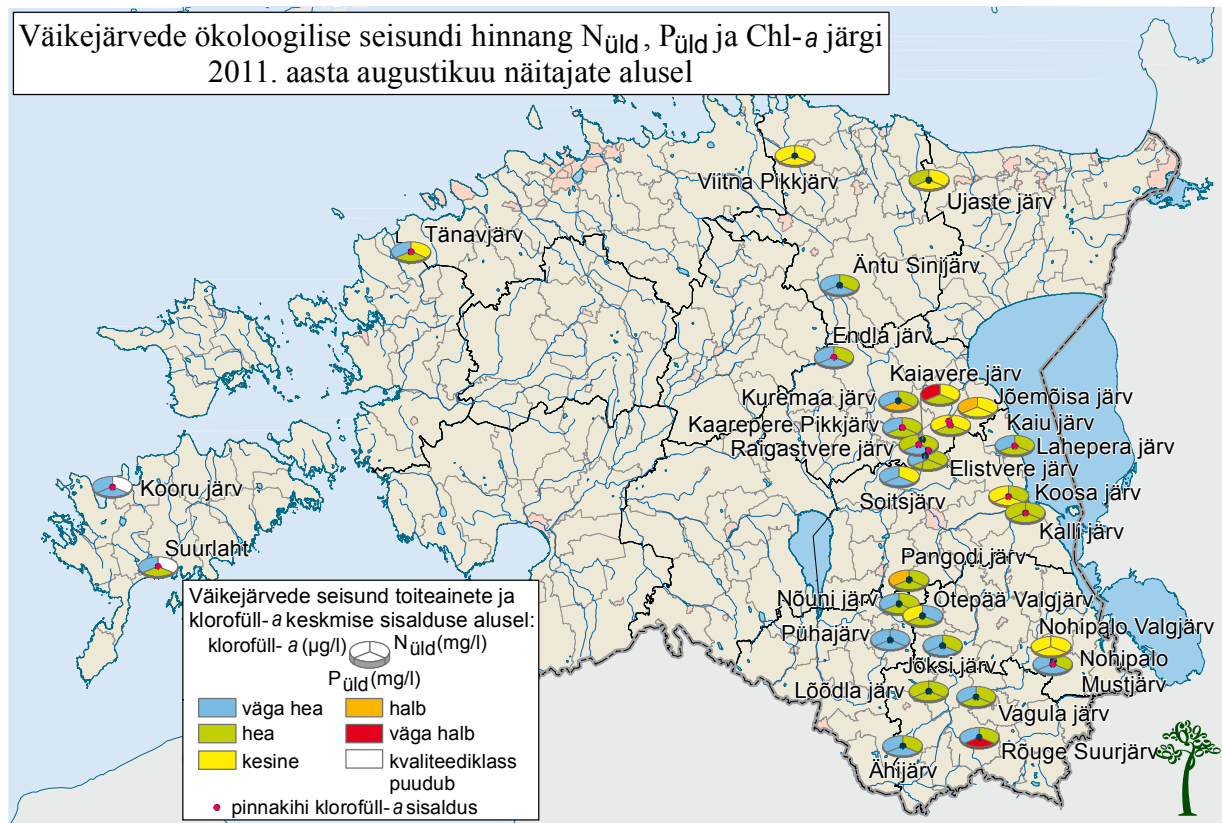 Väikejärvede ökoloogilise seisundi hinnang Nüld, Püld ja Chl-a järgi
2011. aasta augustikuu näitajate alusel
Viitna Pikkjärv
Ujaste järv
Tänavjärv
Äntu Sinijärv
Endla järv
Kaiavere järv
Kuremaa järv
Jõemõisa järv
Kaarepere Pikkjärv
Kaiu järv
Raigastvere järv
Lahepera järv
Elistvere järv
Soitsjärv
Koosa järv
Kooru järv
Kalli järv
Suurlaht
Pangodi järv
Nõuni järv
Otepää Valgjärv
Pühajärv
Nohipalo Valgjärv
Jõksi järv
Nohipalo
Mustjärv
Lõõdla järv
Vagula järv
Rõuge Suurjärv
Ähijärv
Väikejärvede seisund toiteainete ja
klorofüll-a keskmise sisalduse alusel:
klorofüll- a (µg/l) Nüld(mg/l)
Püld(mg/l)
väga hea halb
hea väga halb
kesine kvaliteediklass
puudub
pinnakihi klorofüll-a sisaldus